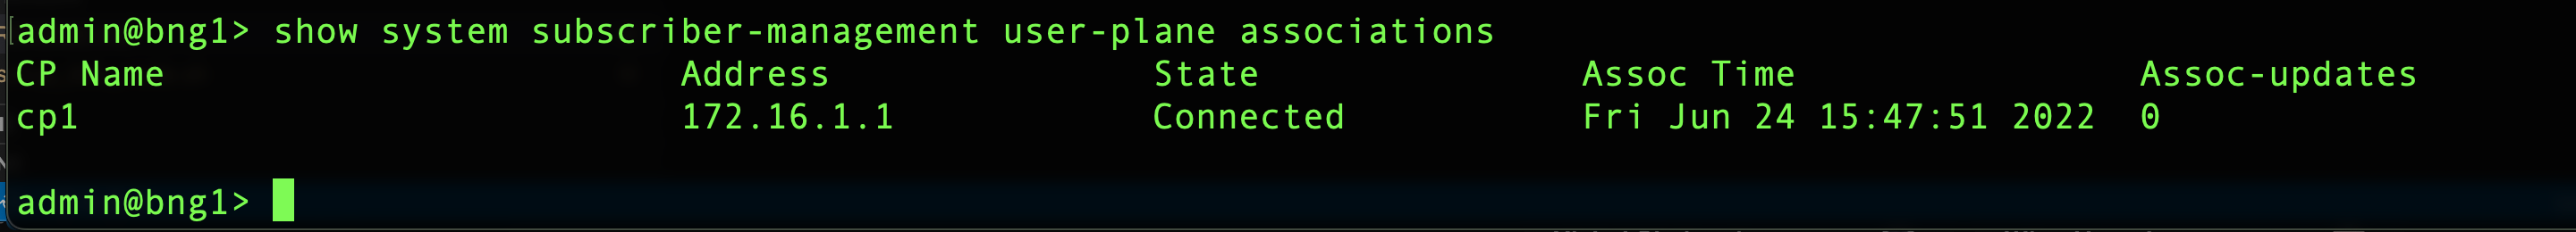 admin@bng1> show system subscriber-management user-plane associations
CP Name Address State Assoc Time Assoc-updates
cp1 172.16.1.1 Connected Fri Jun 24 15:47:51 2022 0
admin@bng1>